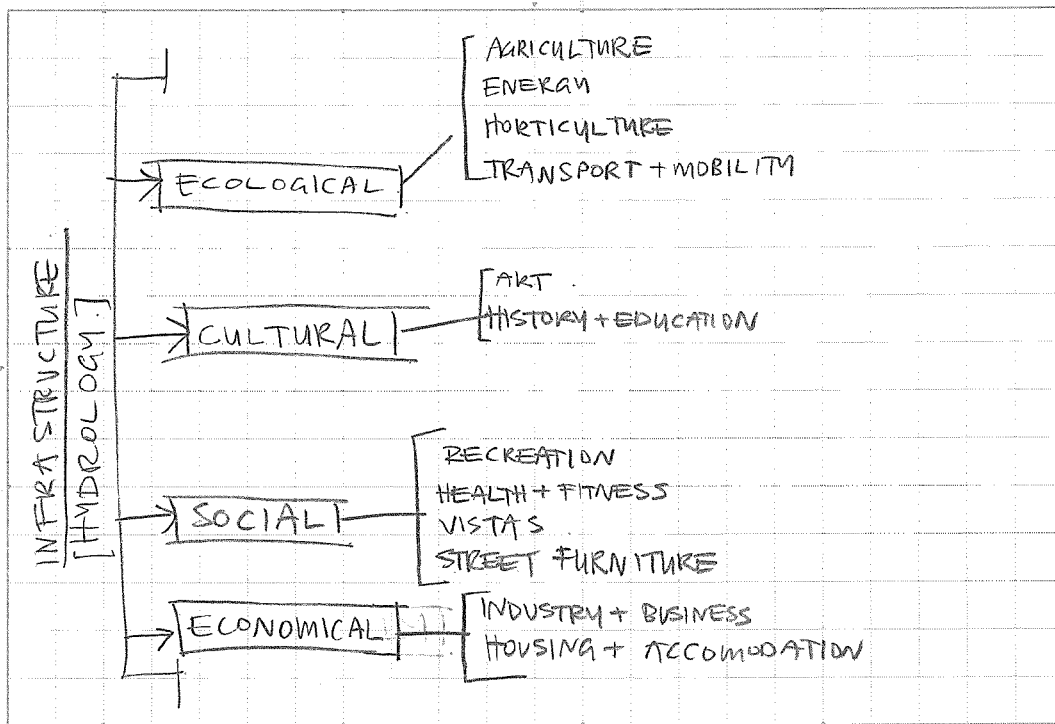 INFRASTRUCTURE
[HYDROLOGY.]
ECOLOGICAL
AGRICULTURE
ENERGY
HORTICULTURE
TRANSPORT + MOBILITY
CULTURAL
ART
HISTORY + EDUCATION
SOCIAL
RECREATION
HEALTH + FITNESS
VISTAS
STREET FURNITURE
ECONOMICAL
INDUSTRY + BUSINESS
HOUSING + ACCOMODATION